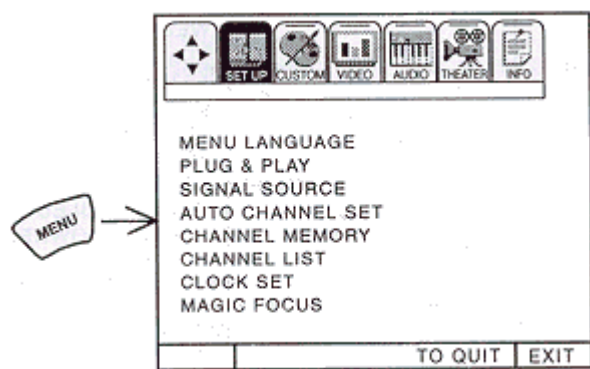 SET UP CUSTOM VIDEO AUDIO THEATER INFO
MENU LANGUAGE
PLUG & PLAY
SIGNAL SOURCE
AUTO CHANNEL SET
MENU
CHANNEL MEMORY
CHANNEL LIST
CLOCK SET
MAGIC FOCUS
TO QUIT EXIT